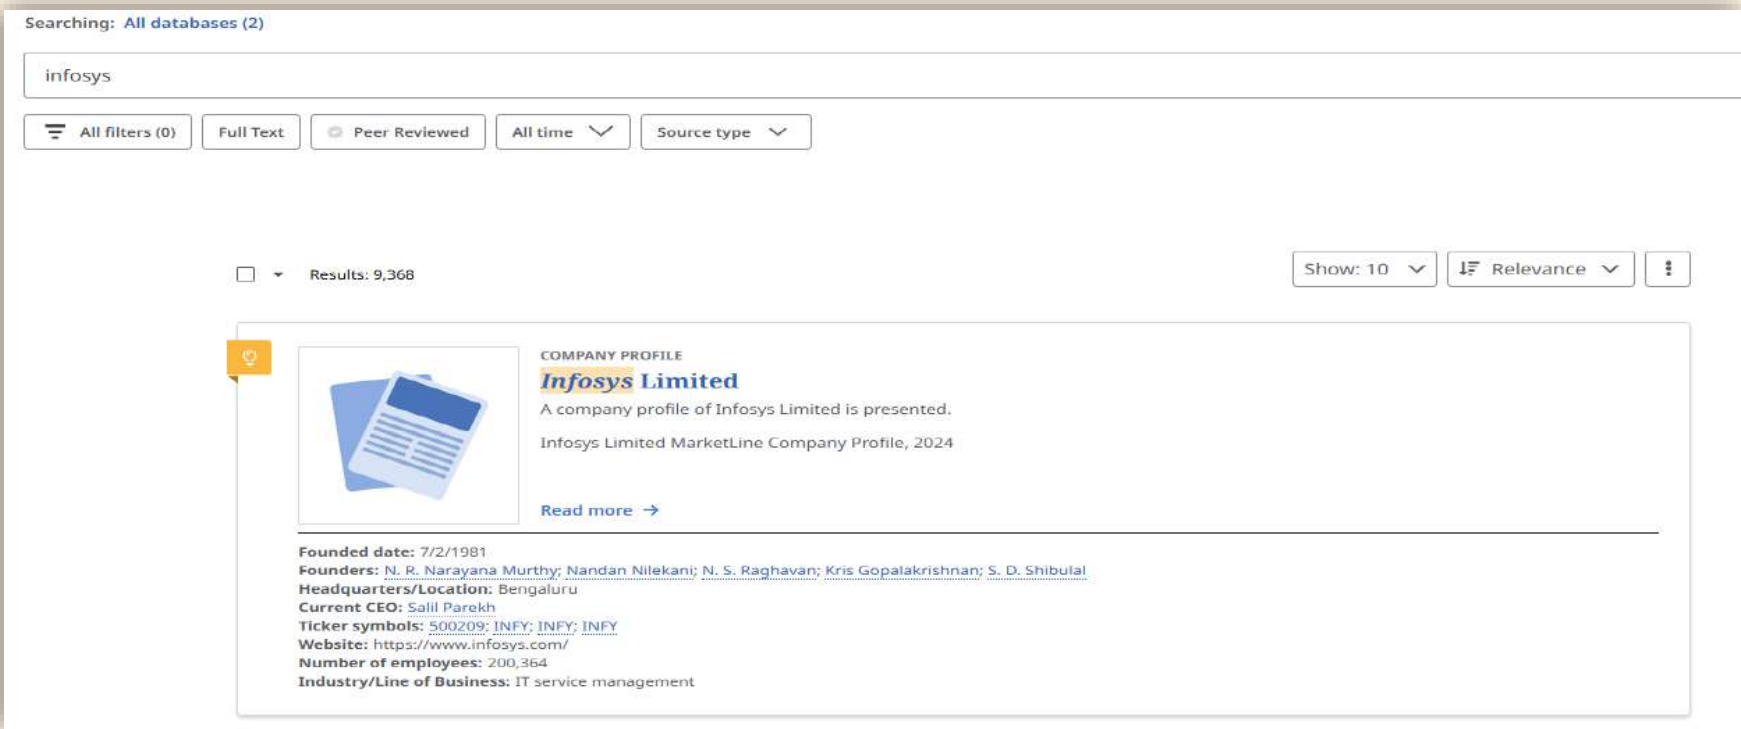 Searching: All databases (2)
infosys
All filters (0) Full Text Peer Reviewed All time Source type
Results: 9,368 Show: 10 Relevance
COMPANY PROFILE
Infosys Limited
A company profile of Infosys Limited is presented.
Infosys Limited MarketLine Company Profile, 2024
Read more →
Founded date: 7/2/1981
Founders: N. R. Narayana Murthy; Nandan Nilekani; N. S. Raghavan; Kris Gopalakrishnan; S. D. Shibulal
Headquarters/Location: Bengaluru
Current CEO: Salil Parekh
Ticker symbols: 500209; INFY; INFY; INFY
Website: https://www.infosys.com/
Number of employees: 200,364
Industry/Line of Business: IT service management